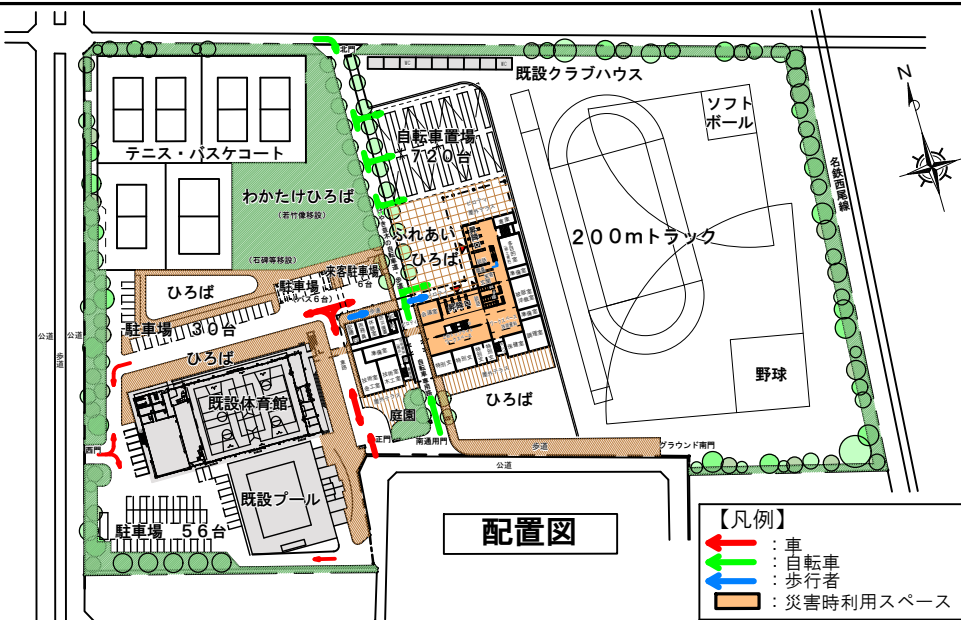 北門
既設クラブハウス
ソフト
ボール
N
テニス・バスケコート
自転車置場
720台
名鉄西尾線
わかたけひろば
(若竹像移設)
ふれあい
ひろば
200mトラック
(石碑等移設)
来客駐車場
6台
駐車場
(バス6台)
ひろば
駐車場 30台
公道
公道
歩道
ひろば
準備室
既設体育館
野球
ひろば
庭園
正門
南通用門
歩道
グラウンド南門
公道
西門
既設プール
駐車場 56台
配置図
【凡例】
:車
:自転車
:歩行者
:災害時利用スペース